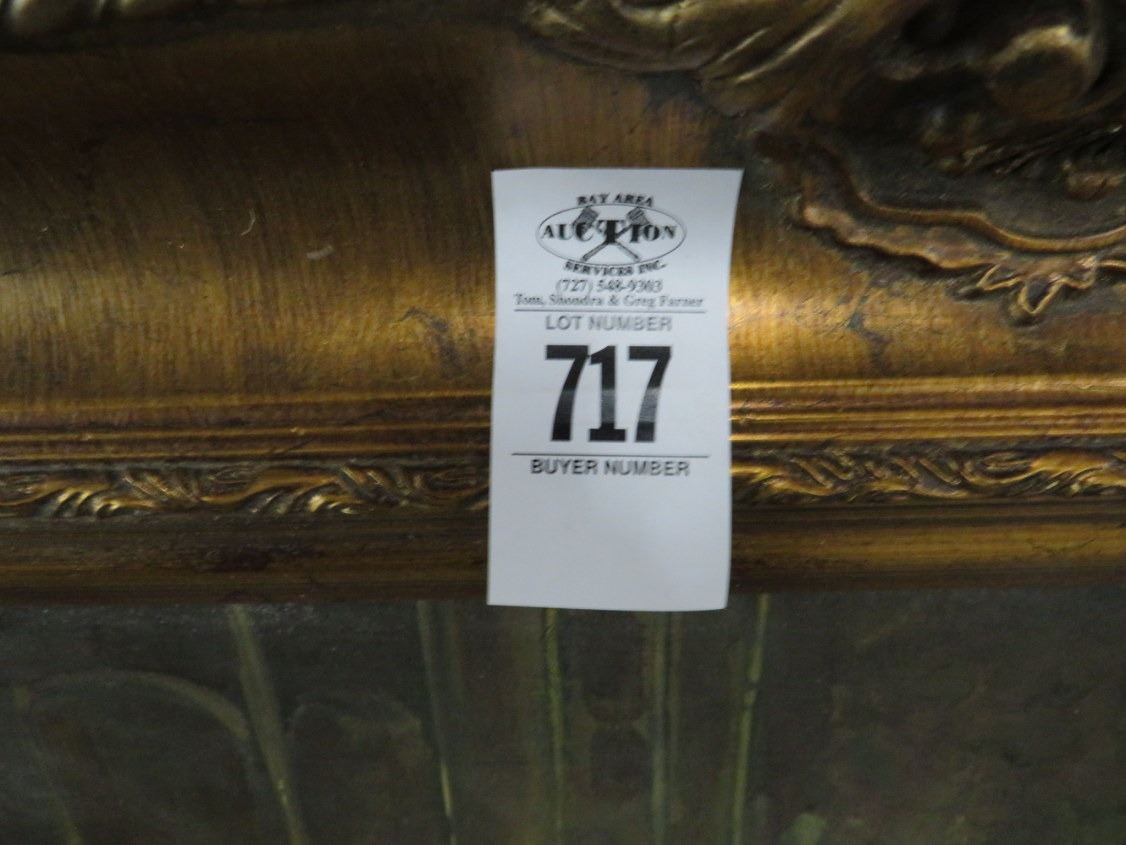 BAY AREA
AUCTION
SERVICES INC.
(727) 548-9303
Tom, Shondra & Greg Farner
LOT NUMBER
717
BUYER NUMBER